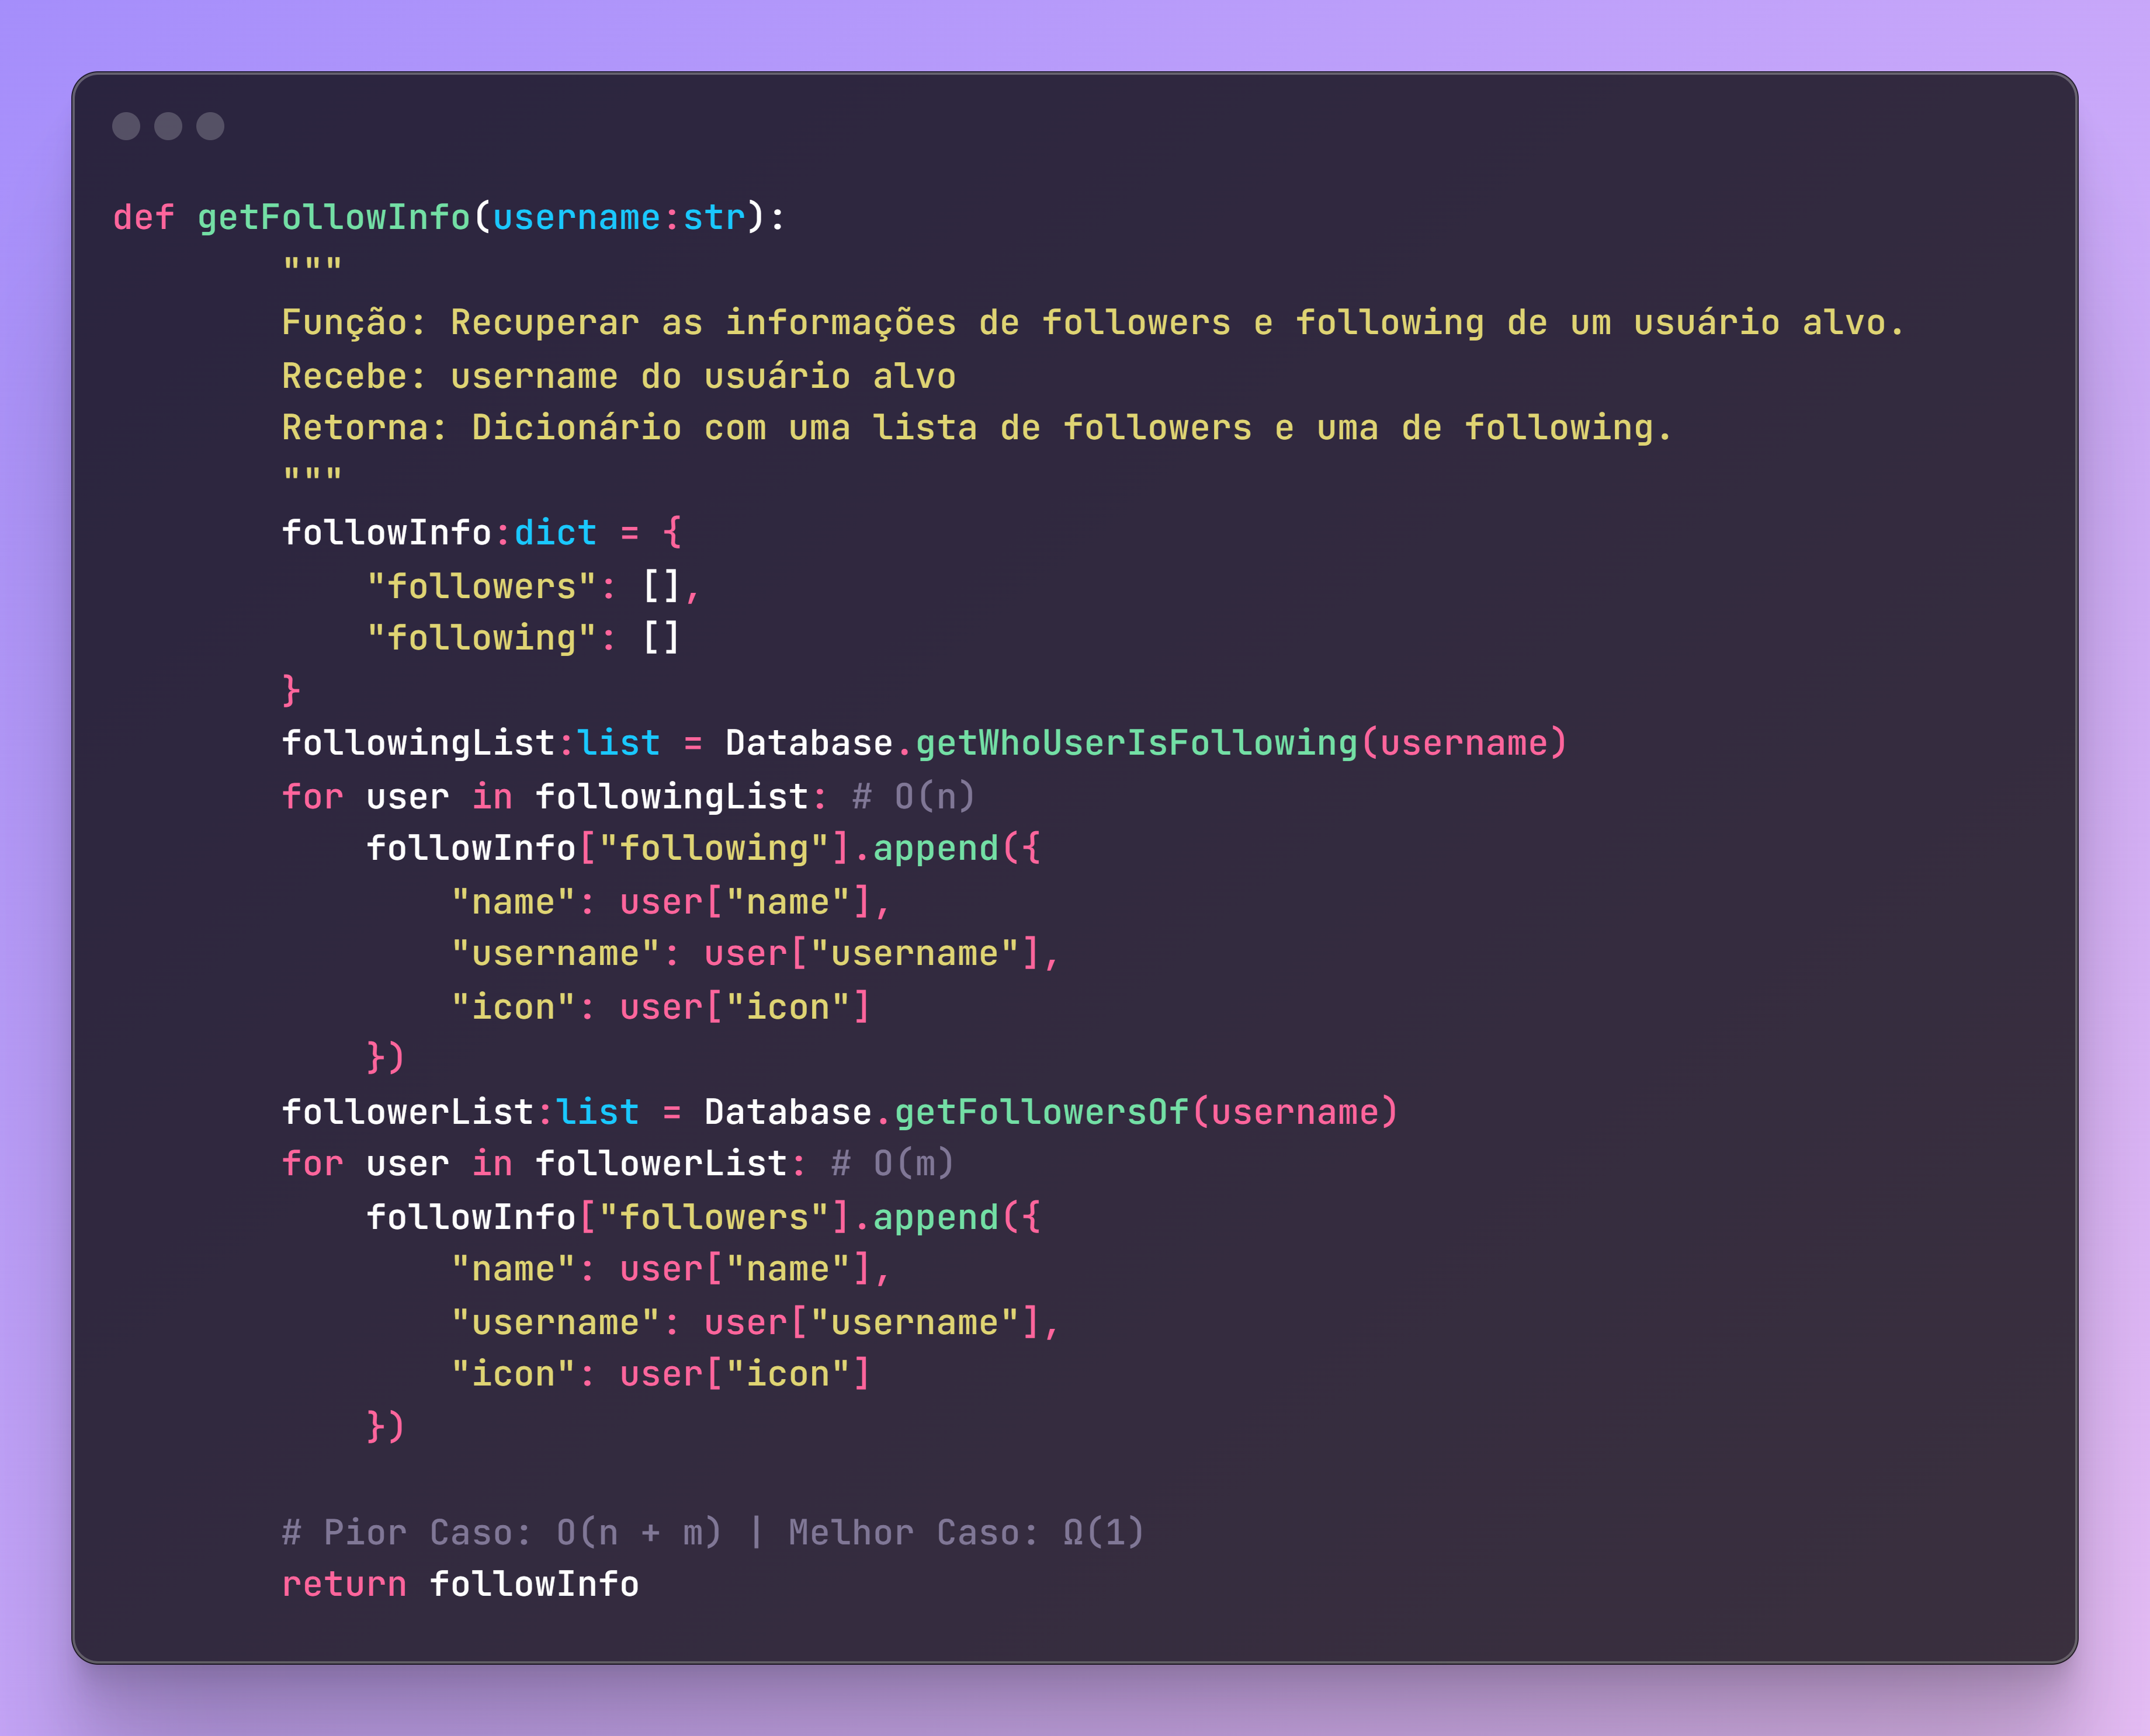 def getFollowInfo(username:str):
        """
        Função: Recuperar as informações de followers e following de um usuário alvo.
        Recebe: username do usuário alvo
        Retorna: Dicionário com uma lista de followers e uma de following.
        """
        followInfo:dict = {
            "followers": [],
            "following": []
        }
        followingList:list = Database.getWhoUserIsFollowing(username)
        for user in followingList: # O(n)
            followInfo["following"].append({
                "name": user["name"],
                "username": user["username"],
                "icon": user["icon"]
            })
        followerList:list = Database.getFollowersOf(username)
        for user in followerList: # O(m)
            followInfo["followers"].append({
                "name": user["name"],
                "username": user["username"],
                "icon": user["icon"]
            })

        # Pior Caso: O(n + m) | Melhor Caso: Ω(1)
        return followInfo